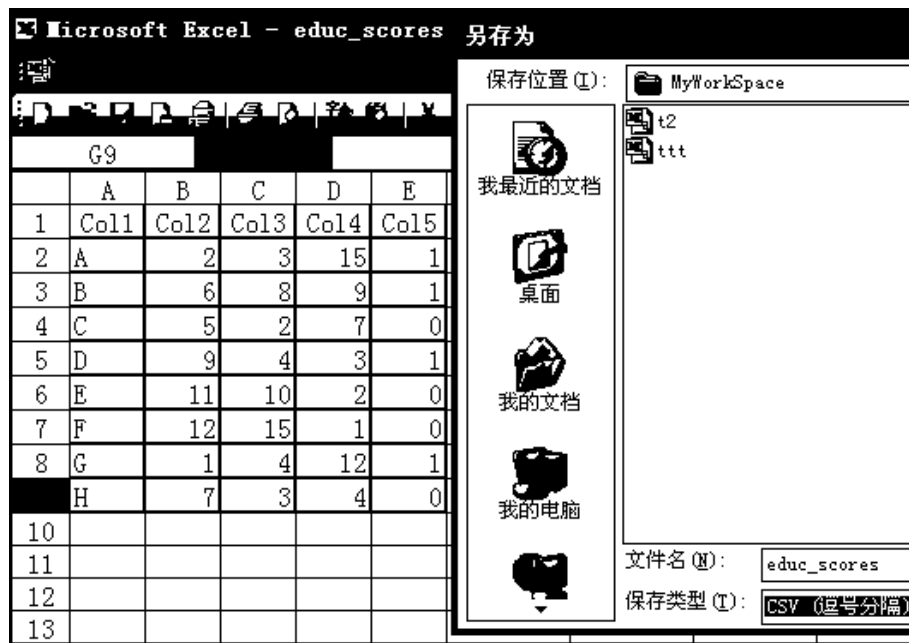 Microsoft Excel - educ_scores
另存为
保存位置(I):
MyWorkSpace
t2
ttt
G9
A B C D E
1 Col1 Col2 Col3 Col4 Col5
2 A 2 3 15 1
3 B 6 8 9 1
4 C 5 2 7 0
5 D 9 4 3 1
6 E 11 10 2 0
7 F 12 15 1 0
8 G 1 4 12 1
H 7 3 4 0
10
11
12
13
我最近的文档
桌面
我的文档
我的电脑
文件名(N):
educ_scores
保存类型(T):
CSV (逗号分隔)